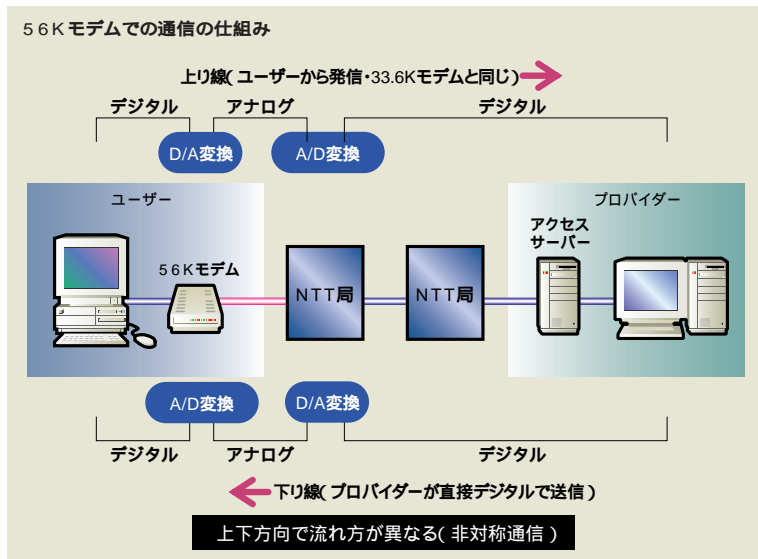 56Kモデムでの通信の仕組み
上り線(ユーザーから発信・33.6Kモデムと同じ)
デジタル アナログ デジタル
D/A変換 A/D変換
ユーザー プロバイダー
アクセス
サーバー
56Kモデム
NTT局 NTT局
A/D変換 D/A変換
デジタル アナログ デジタル
下り線(プロバイダーが直接デジタルで送信)
上下方向で流れ方が異なる(非対称通信)